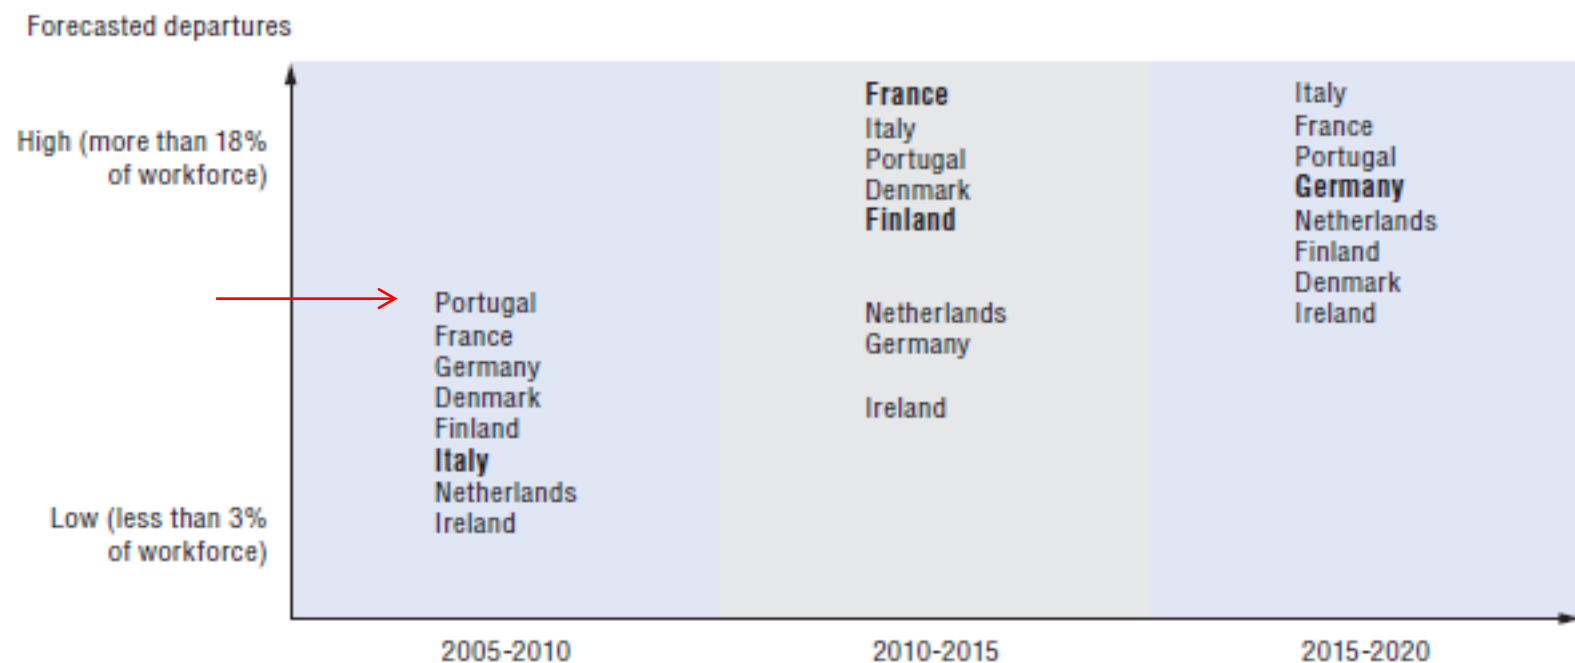 Forecasted departures
High (more than 18%
of workforce)
Low (less than 3%
of workforce)
Portugal
France
Germany
Denmark
Finland
Italy
Netherlands
Ireland
France
Italy
Portugal
Denmark
Finland
Netherlands
Germany
Ireland
Italy
France
Portugal
Germany
Netherlands
Finland
Denmark
Ireland
2005-2010
2010-2015
2015-2020